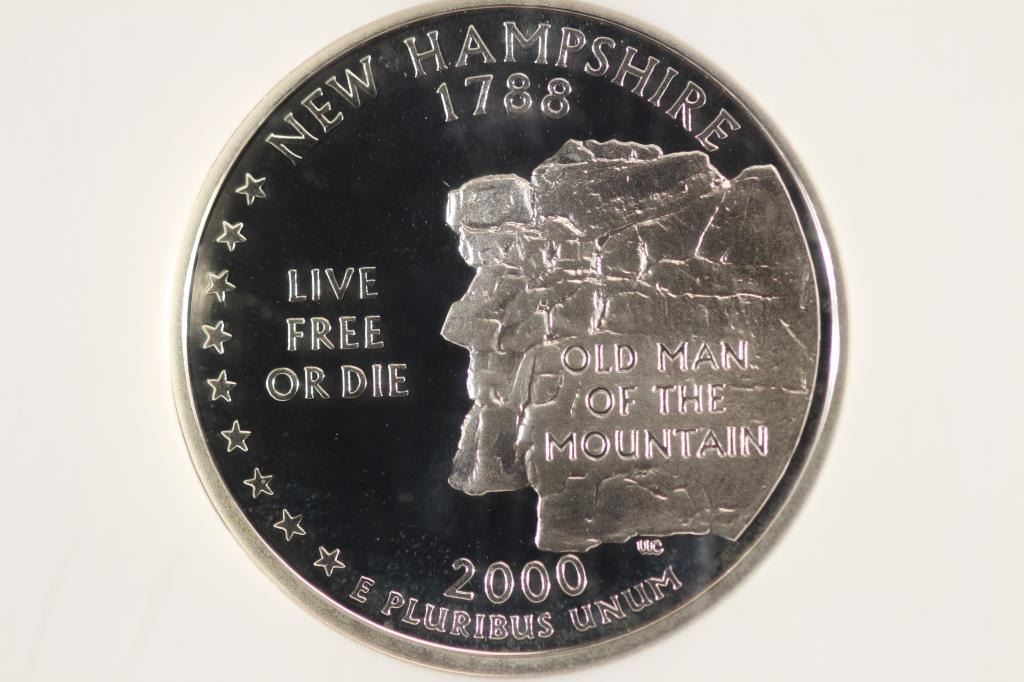 NEW HAMPSHIRE
1788
LIVE
FREE
OR DIE
OLD MAN
OF THE
MOUNTAIN
2000
E PLURIBUS UNUM